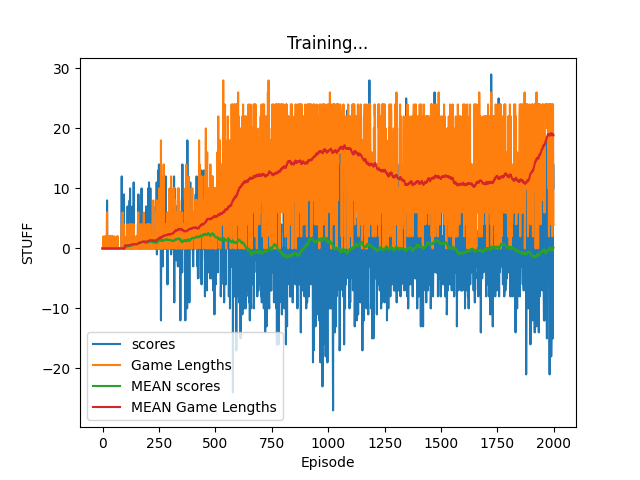 Training...
30
20
10
0
−10
−20
STUFF
scores
Game Lengths
MEAN scores
MEAN Game Lengths
0 250 500 750 1000 1250 1500 1750 2000
Episode